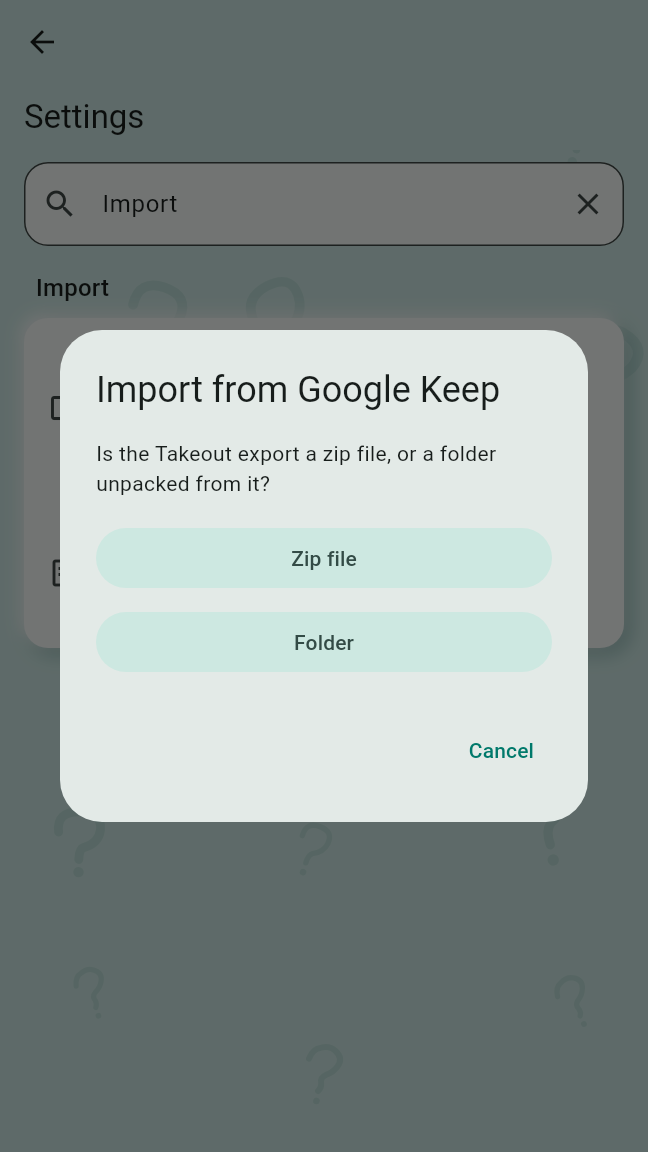 Settings
Import
Import
Import from Google Keep
Is the Takeout export a zip file, or a folder
unpacked from it?
Zip file
Folder
Cancel